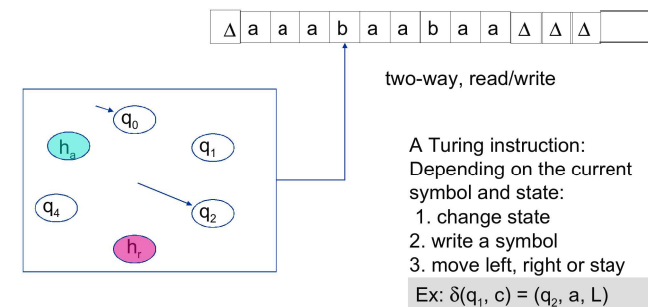 Δ a a a b a a b a a Δ Δ Δ
two-way, read/write
q0
ha
q1
q4
q2
hr
A Turing instruction:
Depending on the current
symbol and state:
1. change state
2. write a symbol
3. move left, right or stay
Ex: δ(q1, c) = (q2, a, L)